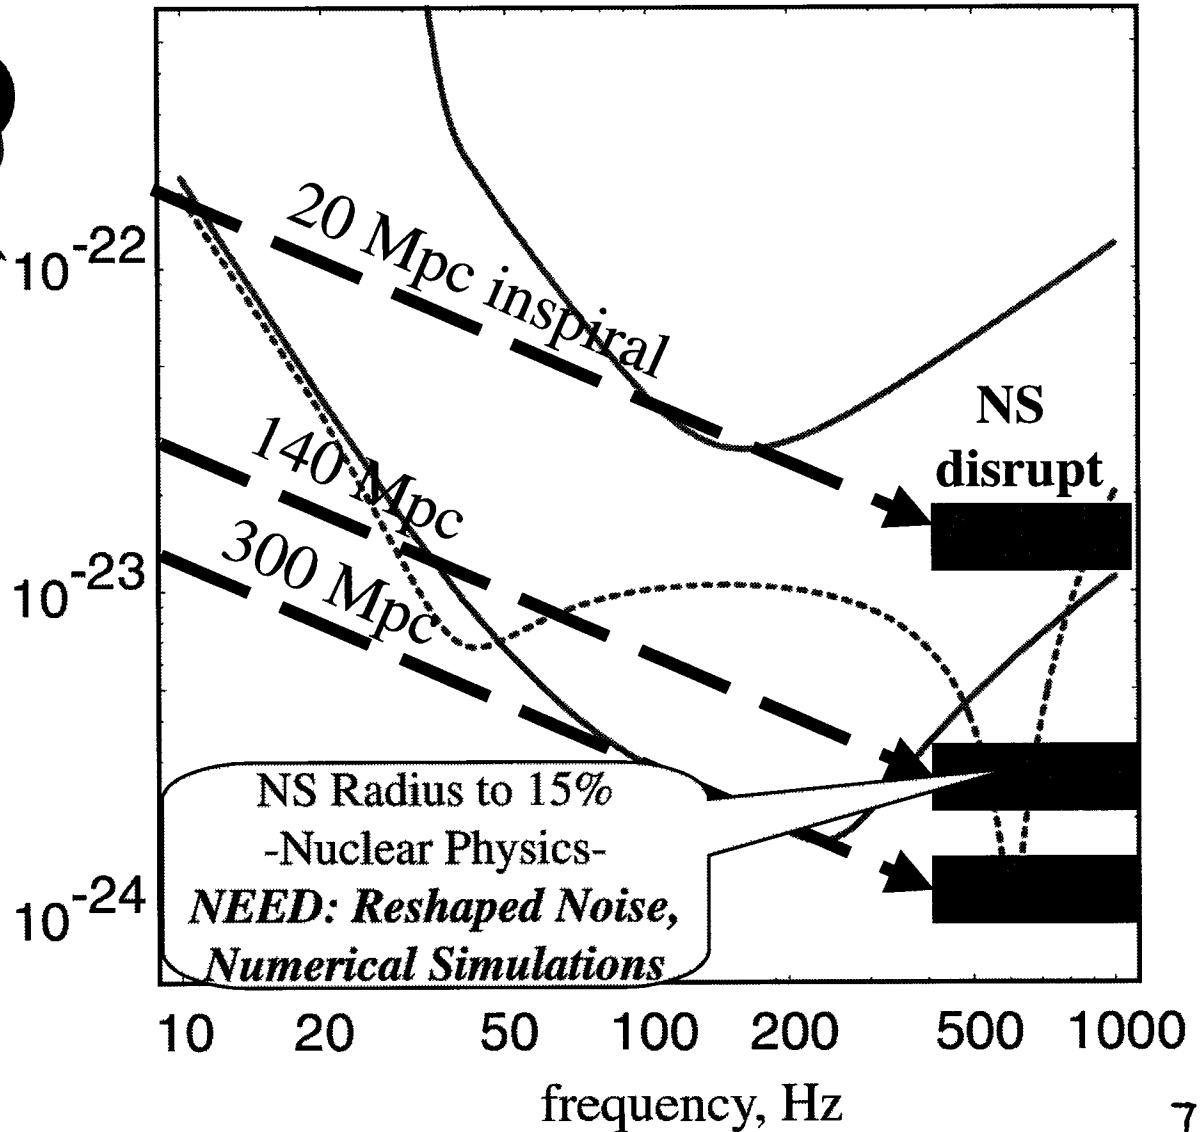 20 Mpc inspiral
10-22
NS
disrupt
140 Mpc
300 Mpc
10-23
NS Radius to 15%
-Nuclear Physics-
NEED: Reshaped Noise,
Numerical Simulations
10-24
10 20 50 100 200 500 1000
frequency, Hz
7